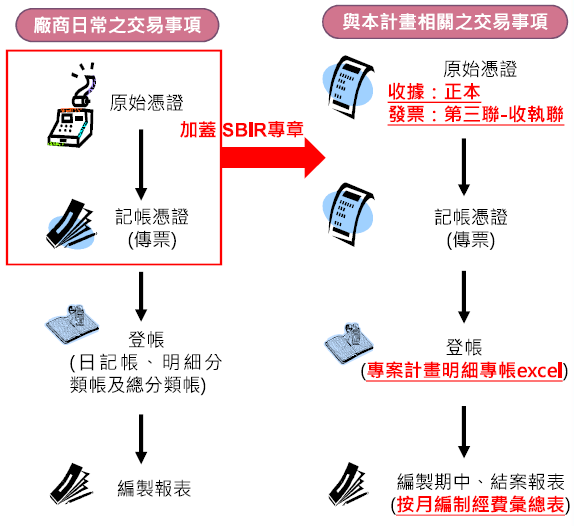 廠商日常之交易事項
原始憑證
記帳憑證
(傳票)
登帳
(日記帳、明細分
類帳及總分類帳)
編製報表
加蓋 SBIR專章
與本計畫相關之交易事項
原始憑證
收據：正本
發票：第三聯-收執聯
記帳憑證
(傳票)
登帳
(專案計畫明細專帳excel)
編製期中、結案報表
(按月編制經費彙總表)